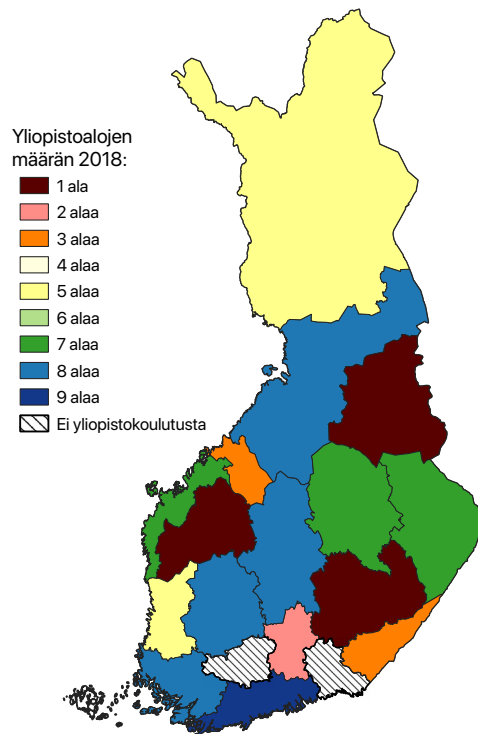 Yliopistoalojen
määrän 2018:
1 ala
2 alaa
3 alaa
4 alaa
5 alaa
6 alaa
7 alaa
8 alaa
9 alaa
Ei yliopistokoulutusta